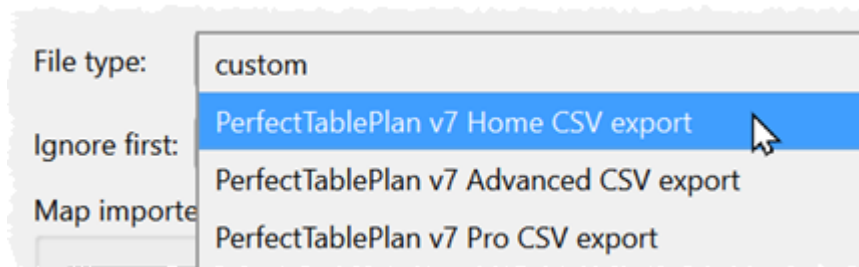 File type: custom
PerfectTablePlan v7 Home CSV export
Ignore first:
PerfectTablePlan v7 Advanced CSV export
Map importe
PerfectTablePlan v7 Pro CSV export